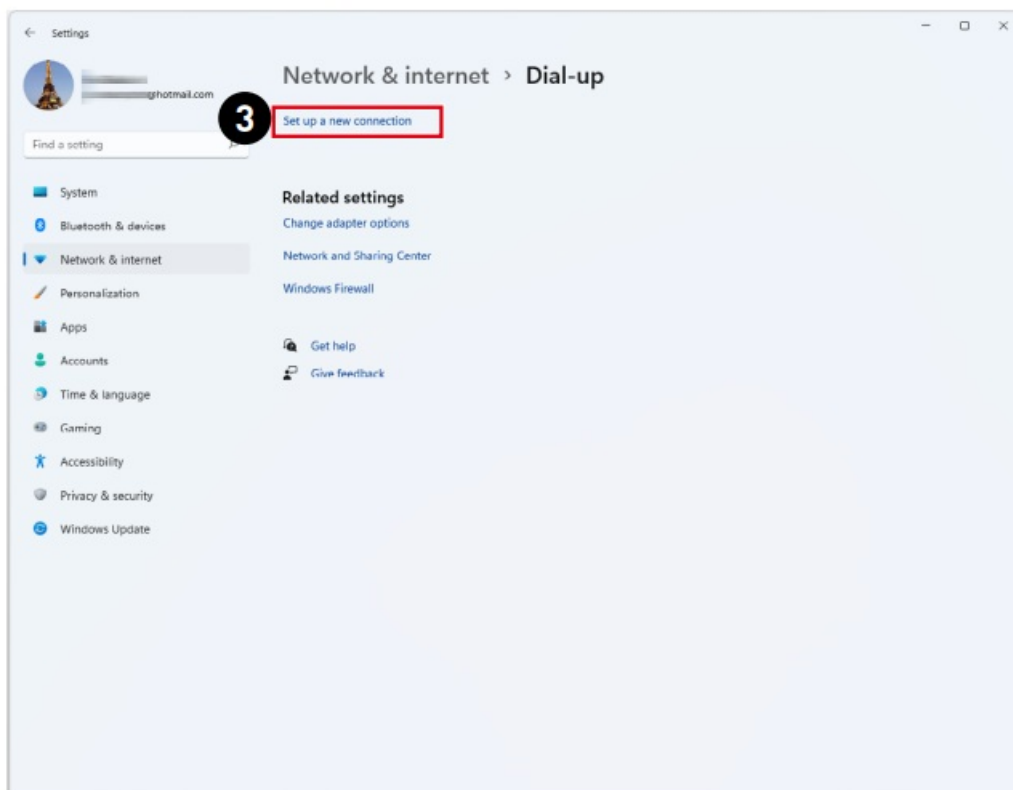 Settings
@hotmail.com
Find a setting
System
Bluetooth & devices
Network & internet
Personalization
Apps
Accounts
Time & language
Gaming
Accessibility
Privacy & security
Windows Update
Network & internet › Dial-up
3
Set up a new connection
Related settings
Change adapter options
Network and Sharing Center
Windows Firewall
Get help
Give feedback